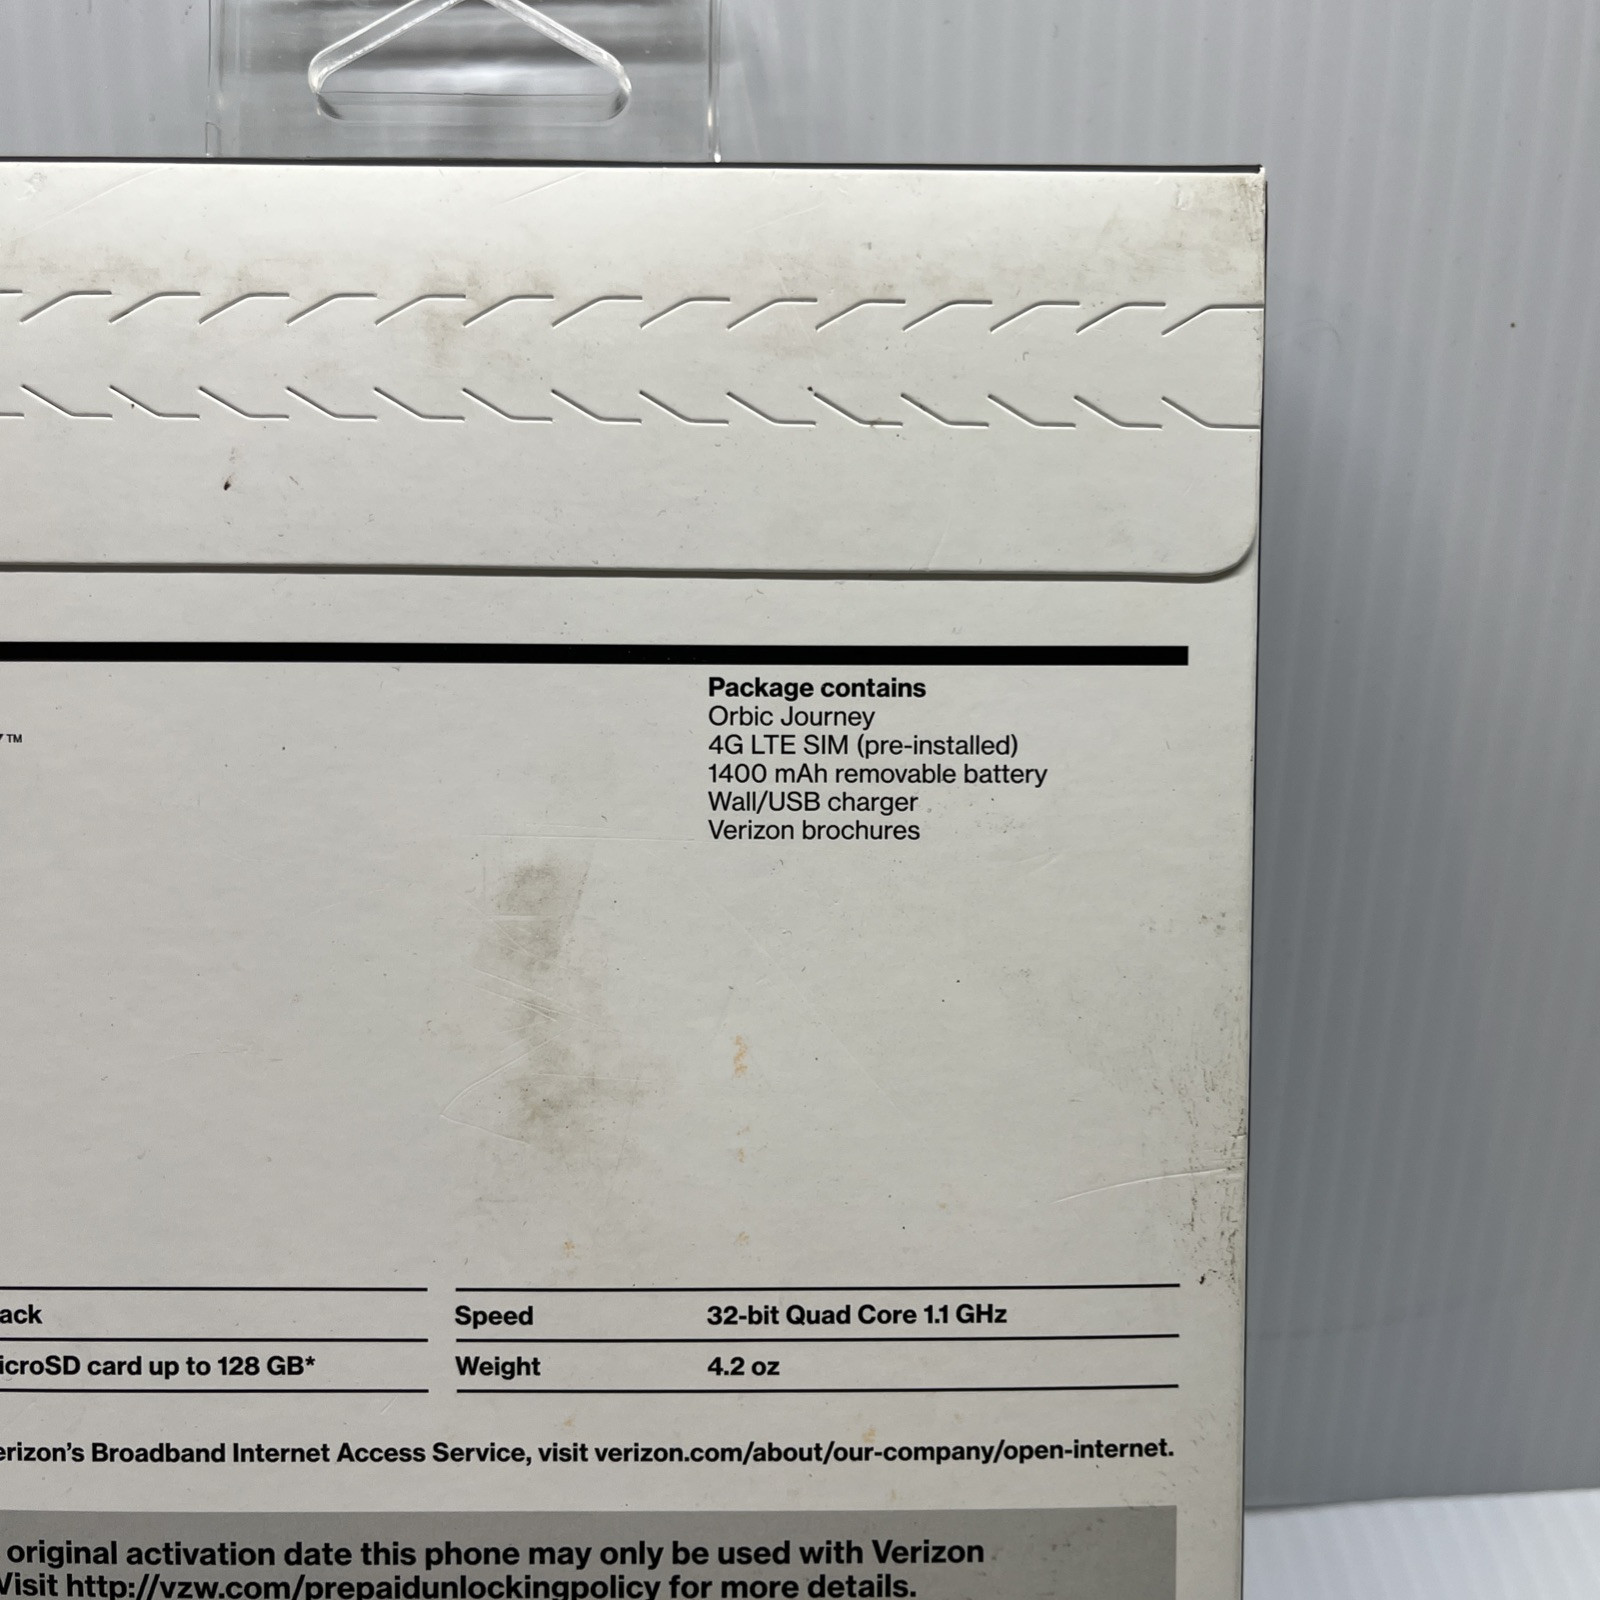 Package contains
Orbic Journey
4G LTE SIM (pre-installed)
™
1400 mAh removable battery
Wall/USB charger
Verizon brochures
ack
Speed 32-bit Quad Core 1.1 GHz
icroSD card up to 128 GB*
Weight 4.2 oz
erizon's Broadband Internet Access Service, visit verizon.com/about/our-company/open-internet.
original activation date this phone may only be used with Verizon
Visit http://vzw.com/prepaidunlockingpolicy for more details.